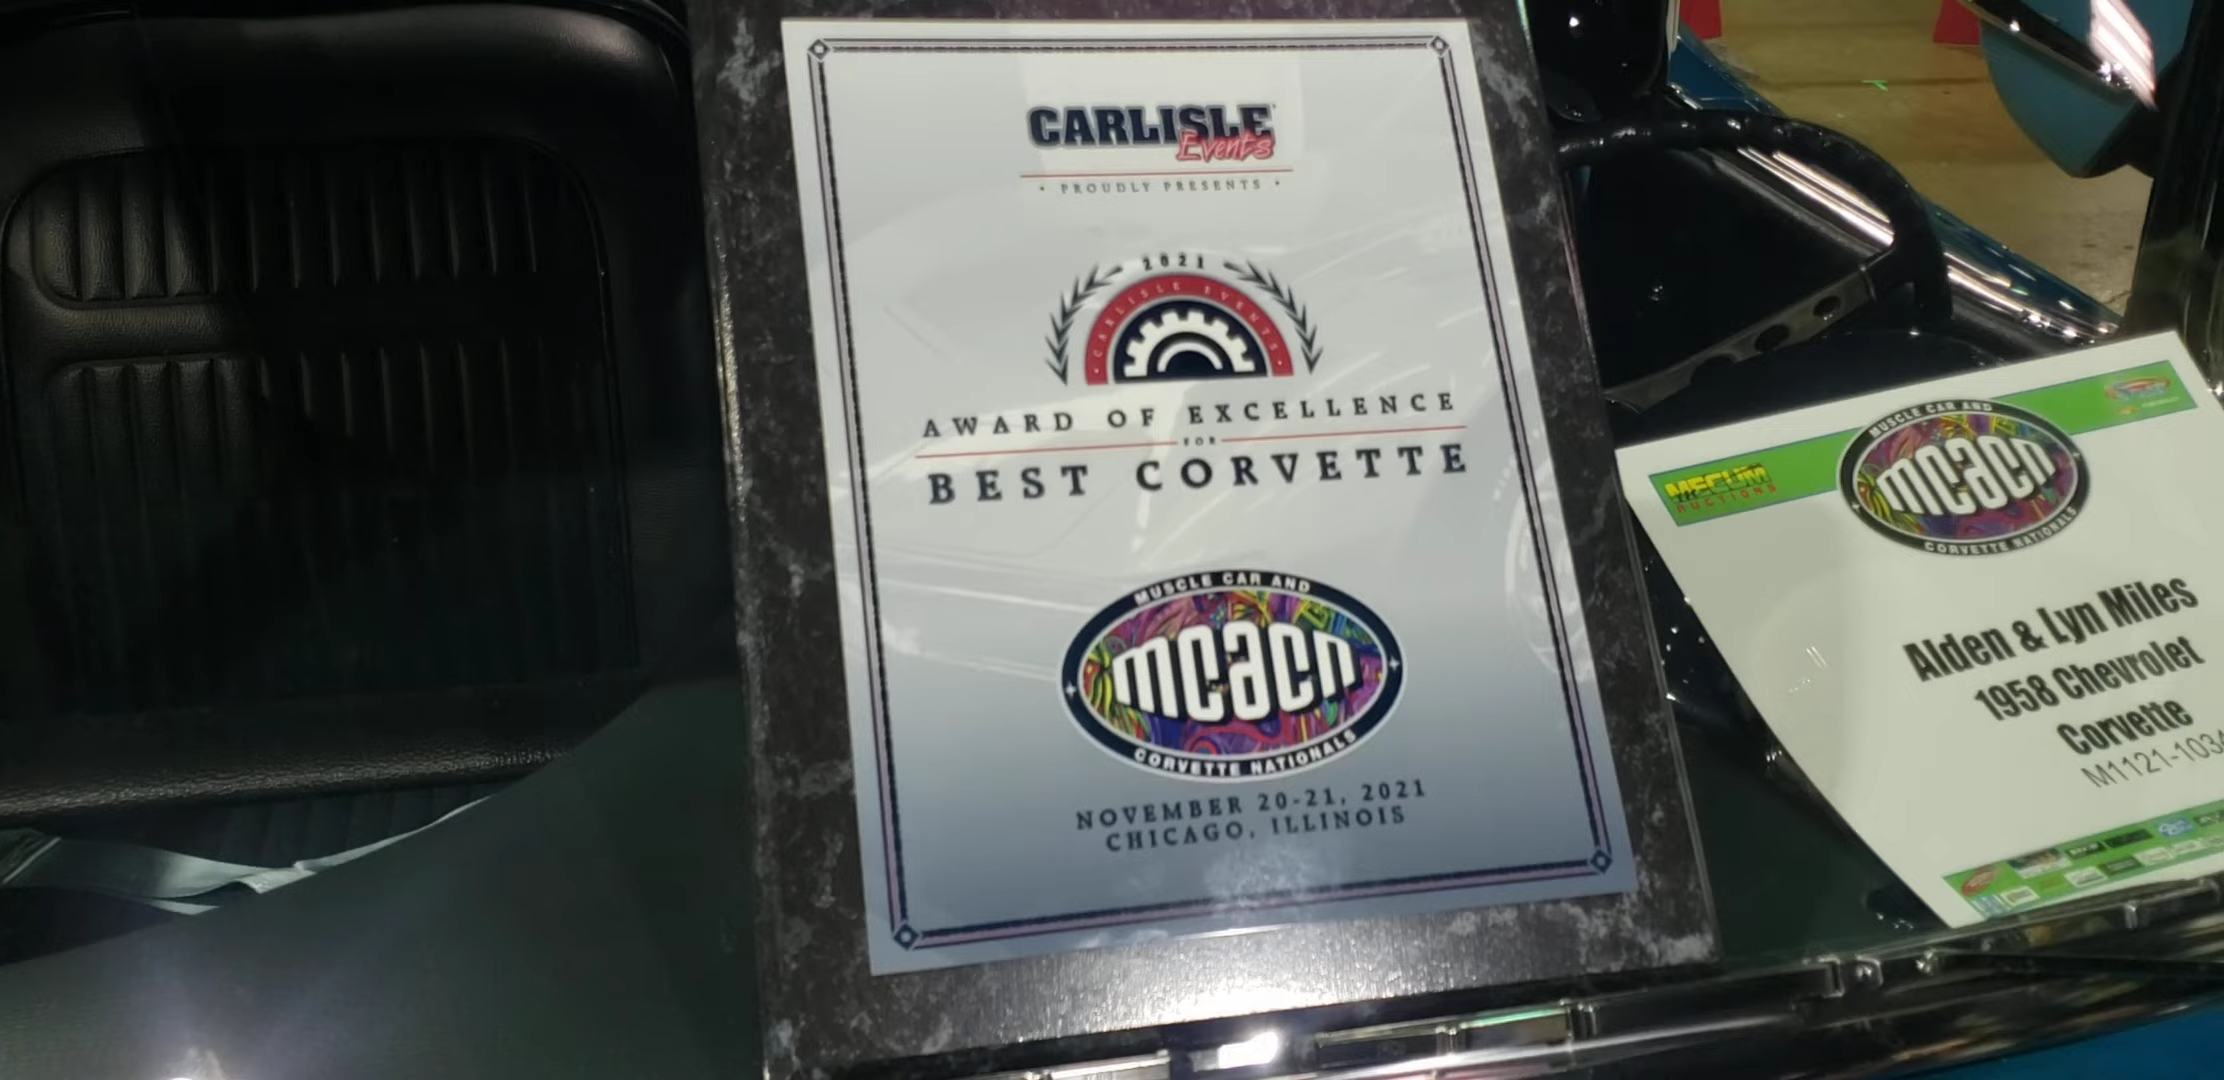 CARLISLE
Events
• PROUDLY PRESENTS •
2021
• CARLISLE EVENTS •
AWARD OF EXCELLENCE
FOR
BEST CORVETTE
MUSCLE CAR AND
mcacn
CORVETTE NATIONALS
NOVEMBER 20-21, 2021
CHICAGO, ILLINOIS
MECUM
AUCTIONS
MUSCLE CAR AND
mcacn
CORVETTE NATIONALS
Alden & Lyn Miles
1958 Chevrolet
Corvette
M1121-103